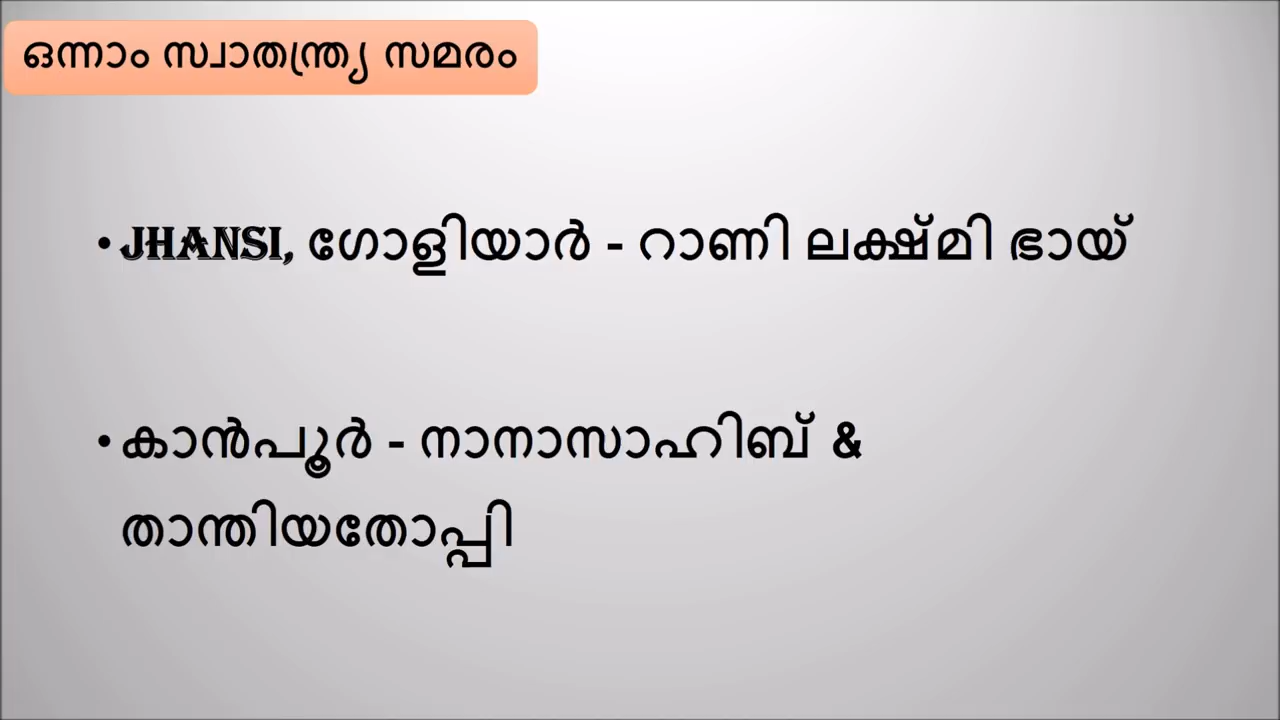 ഒന്നാം സ്വാതന്ത്ര്യ സമരം
• JHANSI, ഗോളിയാർ - റാണി ലക്ഷ്മി ഭായ്
• കാൻപൂർ - നാനാസാഹിബ് &
താന്തിയതോപ്പി